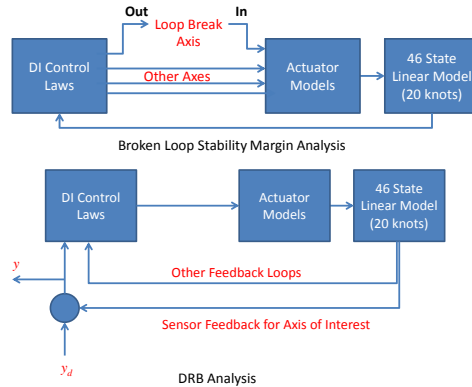 Out
In
Loop Break
Axis
DI Control
Laws
Other Axes
Actuator
Models
46 State
Linear Model
(20 knots)
Broken Loop Stability Margin Analysis
DI Control
Laws
Actuator
Models
46 State
Linear Model
(20 knots)
y
Other Feedback Loops
Sensor Feedback for Axis of Interest
y_d
DRB Analysis